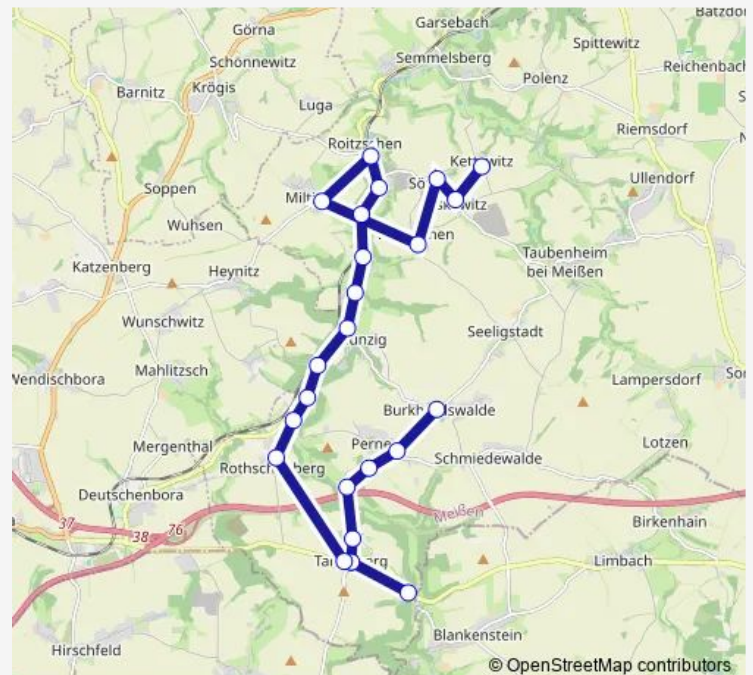 Batzdo
Görna
Garsebach
Spittewitz
Schönnewitz
Semmelsberg
Reichenbach
Barnitz
Krögis
Polenz
Luga
Riemsdorf
Roitzschen
Soppen
Ullendorf
Wuhsen
Taubenheim
bei Meißen
Katzenberg
Heynitz
Wunschwitz
Seeligstadt
Mahlitzsch
Wendischbora
Lampersdorf
Mergenthal
Lotzen
Schmiedewalde
Deutschenbora
Meißen
37
38
76
Birkenhain
Limbach
Blankenstein
Hirschfeld
© OpenStreetMap contributors